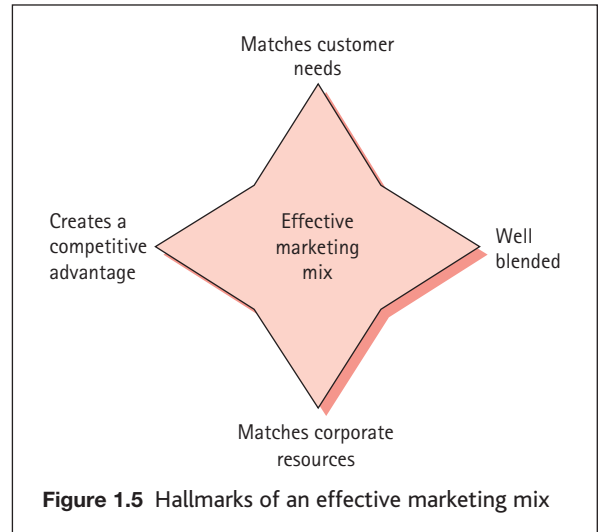 Matches customer
needs
Creates a
competitive
advantage
Effective
marketing
mix
Well
blended
Matches corporate
resources
Figure 1.5 Hallmarks of an effective marketing mix